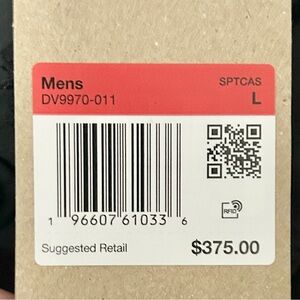 Mens
SPTCAS
DV9970-011
L
RFID
1 96607 61033 6
Suggested Retail
$375.00